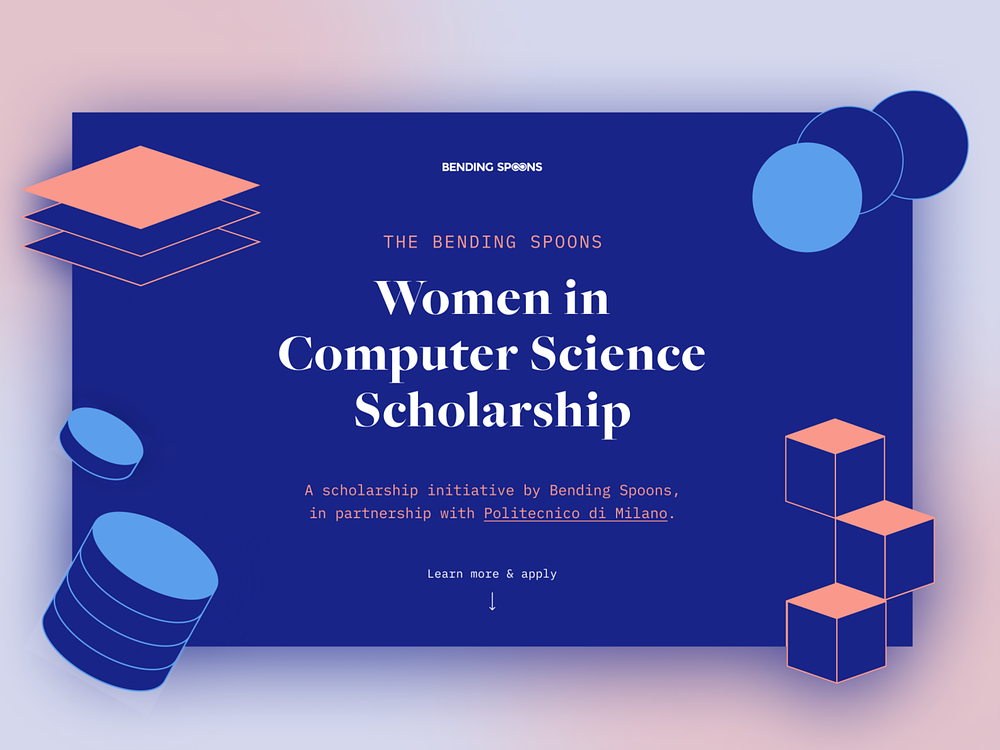 BENDING SPOONS
THE BENDING SPOONS
Women in
Computer Science
Scholarship
A scholarship initiative by Bending Spoons,
in partnership with Politecnico di Milano.
Learn more & apply